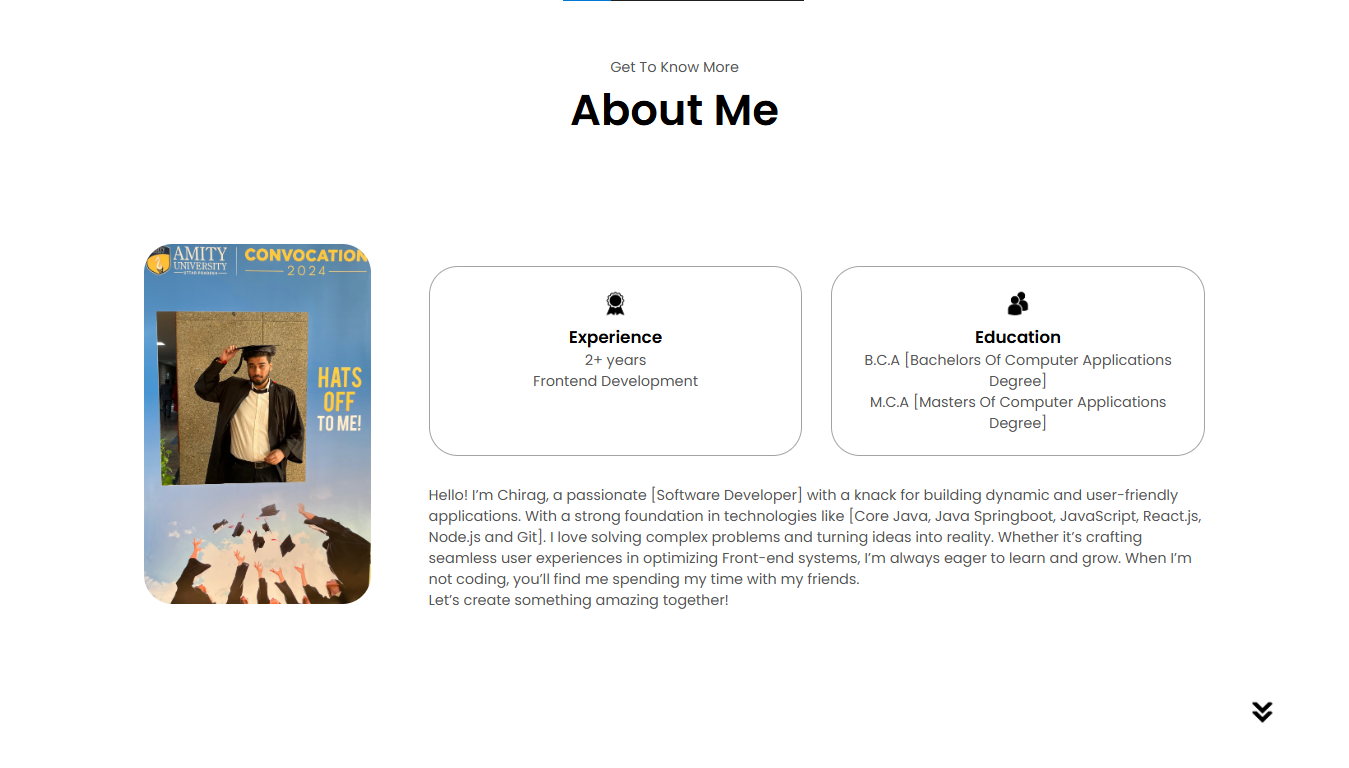 Get To Know More
About Me
AMITY
UNIVERSITY
CONVOCATION
2024
HATS
OFF
TO ME!
Experience
2+ years
Frontend Development
Education
B.C.A [Bachelors Of Computer Applications
Degree]
M.C.A [Masters Of Computer Applications
Degree]
Hello! I’m Chirag, a passionate [Software Developer] with a knack for building dynamic and user-friendly
applications. With a strong foundation in technologies like [Core Java, Java Springboot, JavaScript, React.js,
Node.js and Git]. I love solving complex problems and turning ideas into reality. Whether it’s crafting
seamless user experiences in optimizing Front-end systems, I’m always eager to learn and grow. When I’m
not coding, you’ll find me spending my time with my friends.
Let’s create something amazing together!